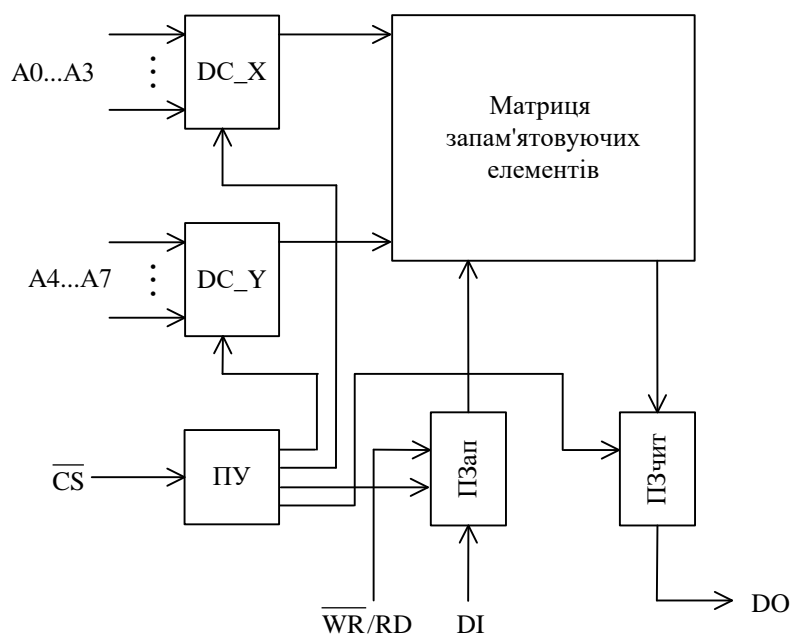 A0...A3
DC_X
Матриця
запам'ятовуючих
елементів
A4...A7
DC_Y
CS
ПУ
ПЗап
ПЗчит
WR/RD
DI
DO